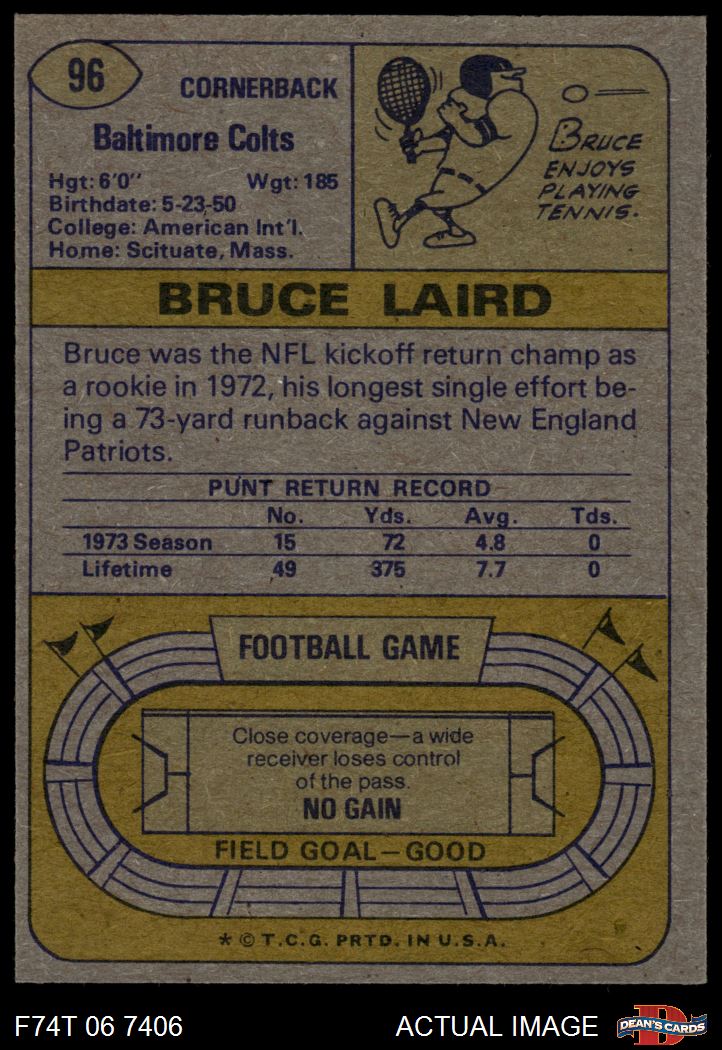 96
CORNERBACK
Baltimore Colts
Hgt: 6'0" Wgt: 185
Birthdate: 5-23-50
College: American Int'l.
Home: Scituate, Mass.
BRUCE
ENJOYS
PLAYING
TENNIS.
BRUCE LAIRD
Bruce was the NFL kickoff return champ as
a rookie in 1972, his longest single effort be-
ing a 73-yard runback against New England
Patriots.
PUNT RETURN RECORD
No. Yds. Avg. Tds.
1973 Season 15 72 4.8 0
Lifetime 49 375 7.7 0
FOOTBALL GAME
Close coverage—a wide
receiver loses control
of the pass.
NO GAIN
FIELD GOAL—GOOD
* © T.C.G. PRTD. IN U.S.A.
F74T 06 7406 ACTUAL IMAGE
D
DEAN'S CARDS